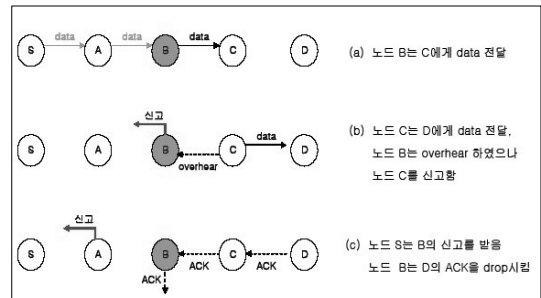 data data data
S A B C D
(a) 노드 B는 C에게 data 전달
신고
data
S A B C D
overhear
(b) 노드 C는 D에게 data 전달,
노드 B는 overhear 하였으나
노드 C를 신고함
신고
S A B C D
ACK ACK ACK
(c) 노드 S는 B의 신고를 받음
노드 B는 D의 ACK을 drop시킴